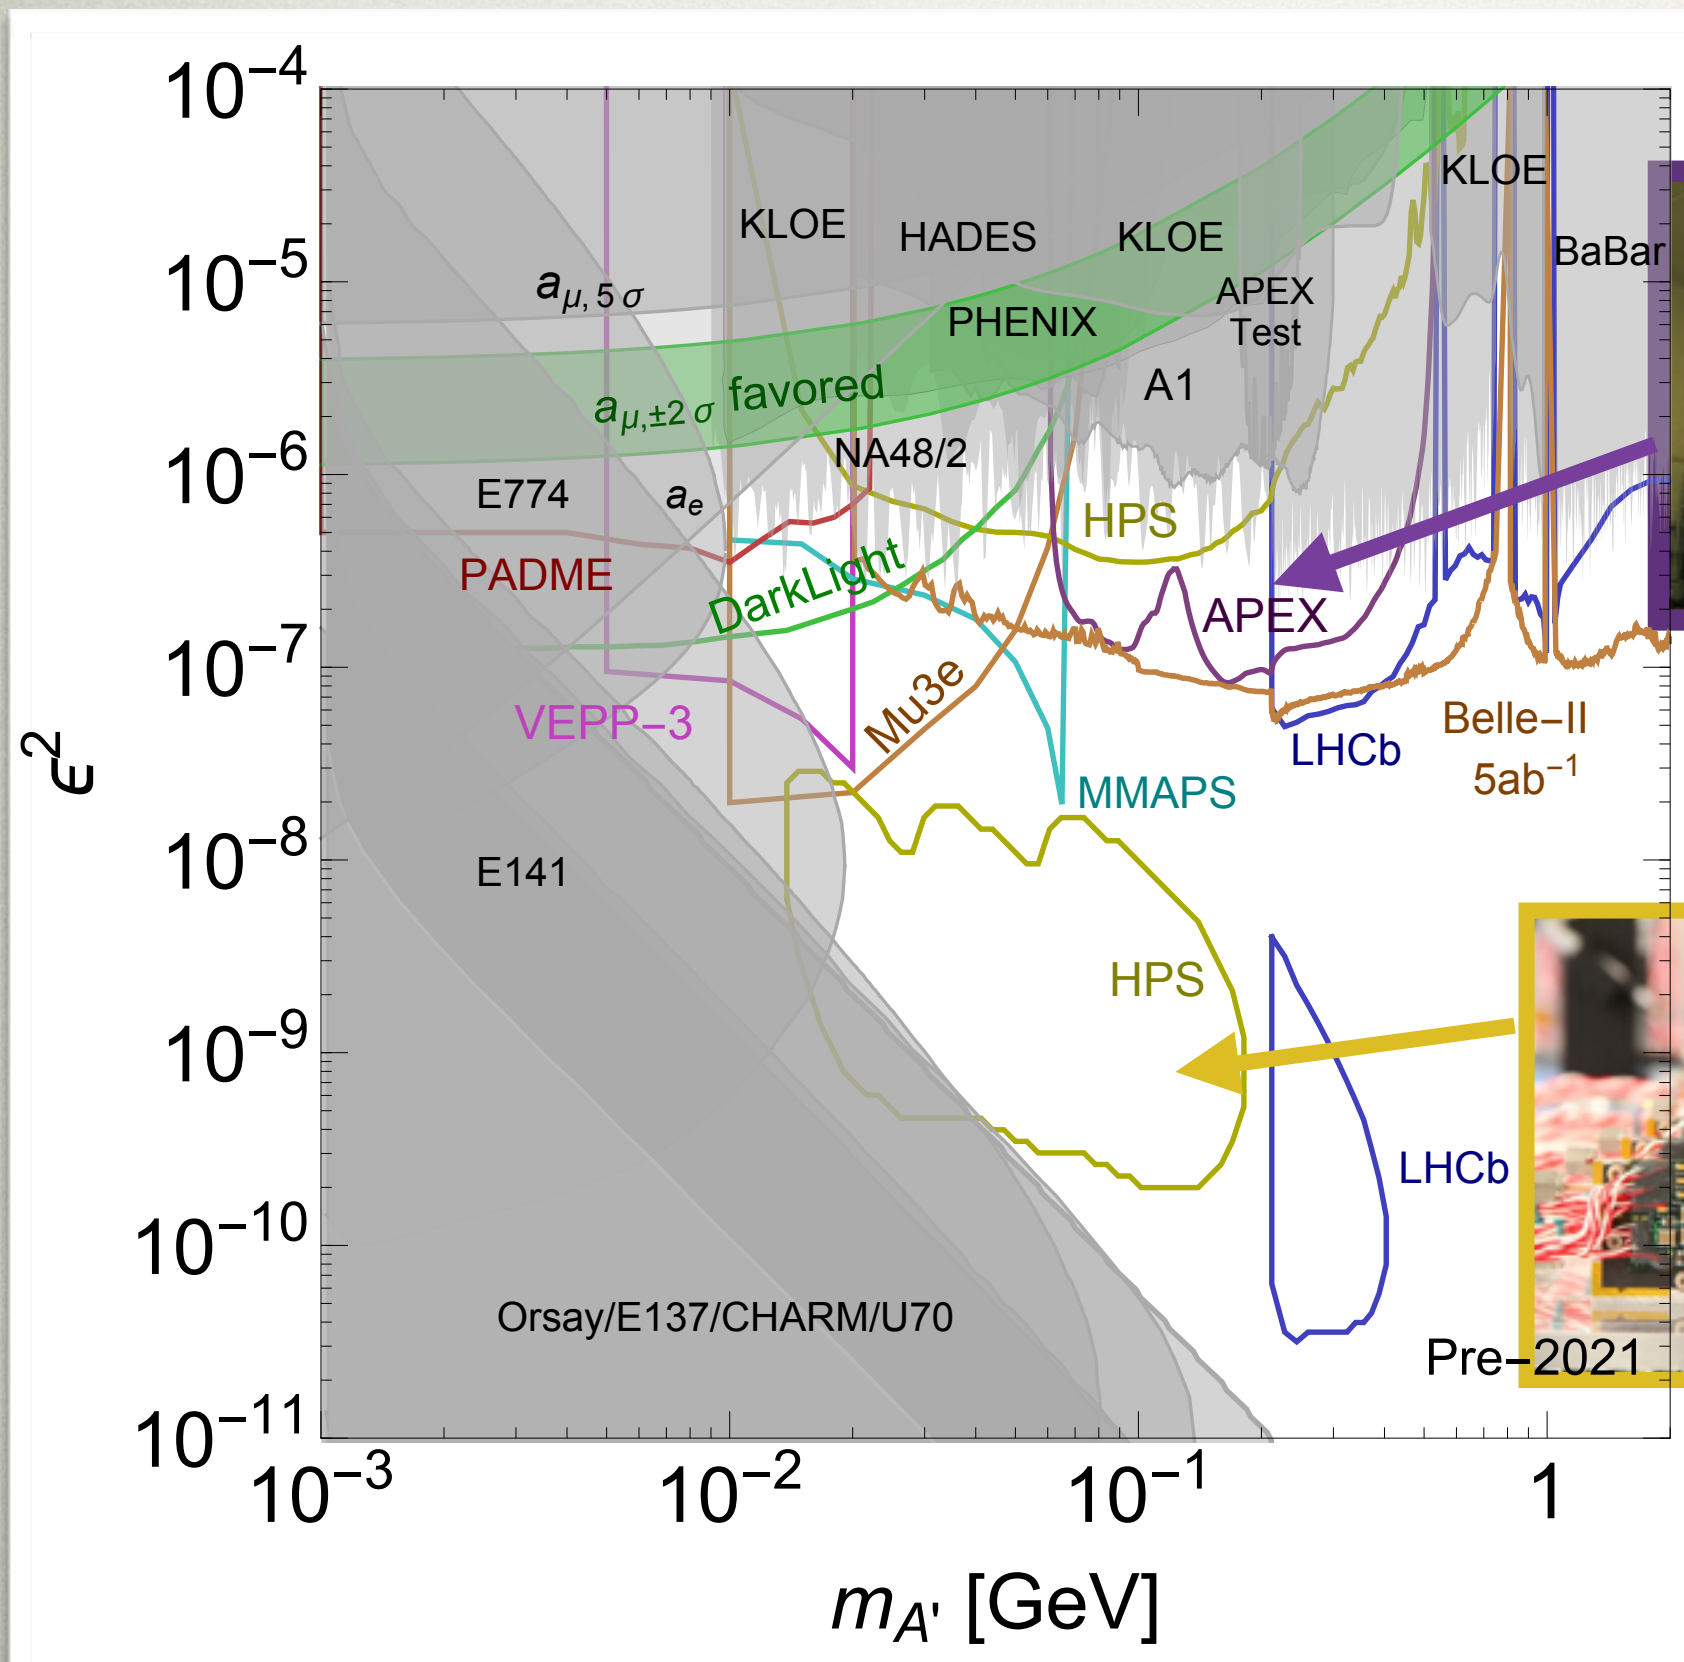 10−4
10−5
10−6
10−7
10−8
10−9
10−10
10−11
ϵ2
KLOE
HADES
KLOE
KLOE
BaBar
aμ, 5 σ
APEX
Test
PHENIX
A1
aμ,±2 σ favored
NA48/2
E774
ae
HPS
PADME
DarkLight
APEX
VEPP−3
Mu3e
LHCb
Belle−II
5ab−1
MMAPS
E141
HPS
LHCb
Orsay/E137/CHARM/U70
Pre−2021
10−3
10−2
10−1
1
mA' [GeV]